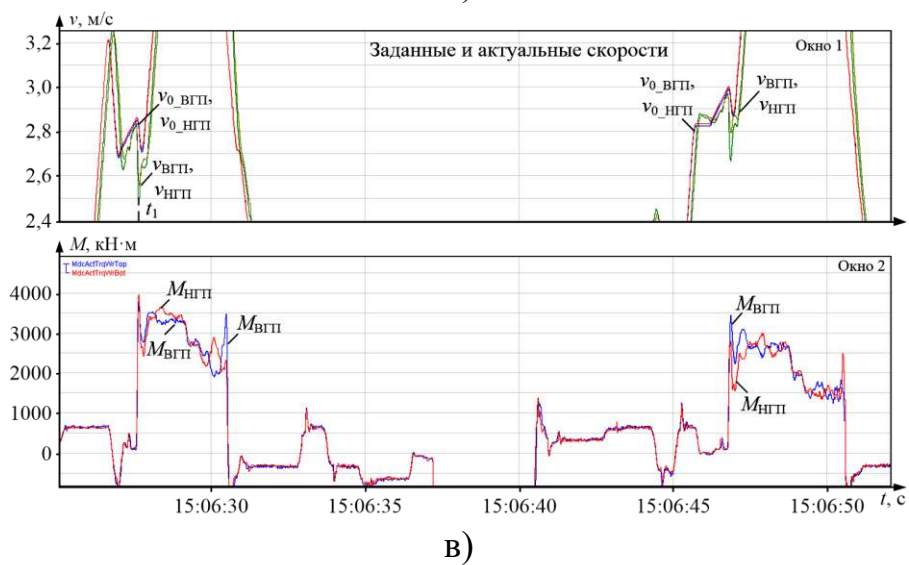 v, м/с
Заданные и актуальные скорости
Окно 1
3,2
3,0
2,8
2,6
2,4
v0_ВГП,
v0_НГП
vВГП,
vНГП
t1
v0_ВГП,
v0_НГП
vВГП,
vНГП
M, кН·м
MdrActTrqWrTop
MdrActTrqWrBot
Окно 2
4000
3000
2000
1000
0
MНГП
MВГП
MВГП
MВГП
MНГП
15:06:30
15:06:35
15:06:40
15:06:45
15:06:50
t, с
в)